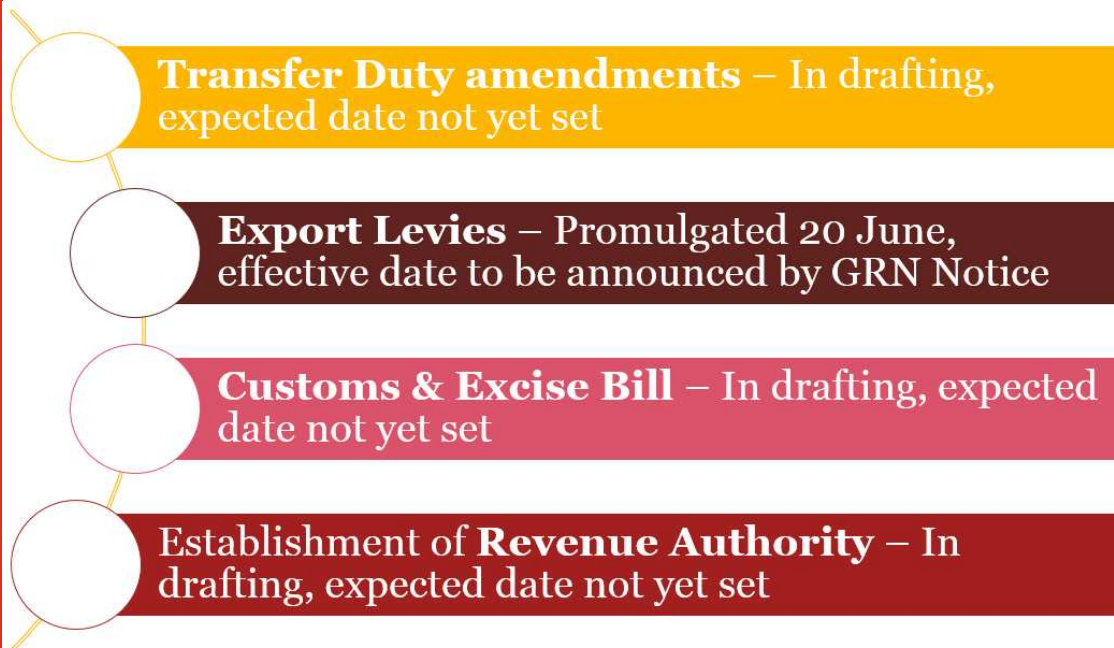 Transfer Duty amendments – In drafting,
expected date not yet set
Export Levies – Promulgated 20 June,
effective date to be announced by GRN Notice
Customs & Excise Bill – In drafting, expected
date not yet set
Establishment of Revenue Authority – In
drafting, expected date not yet set